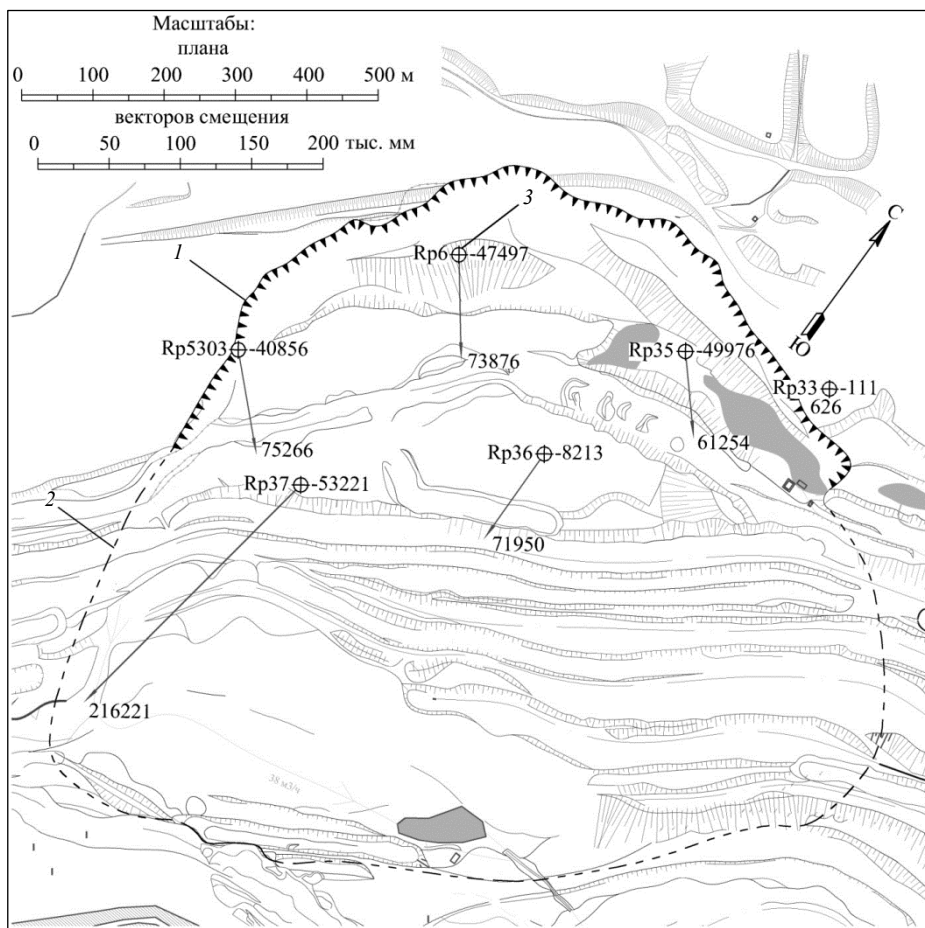 Масштабы:
плана
0 100 200 300 400 500 м
векторов смещения
0 50 100 150 200 тыс. мм
3
1
С
Ю
Rp6 -47497
Rp5303 -40856
73876
Rp35 -49976
Rp33 -111
626
61254
75266
Rp36 -8213
Rp37 -53221
2
71950
216221
38 м3/ч